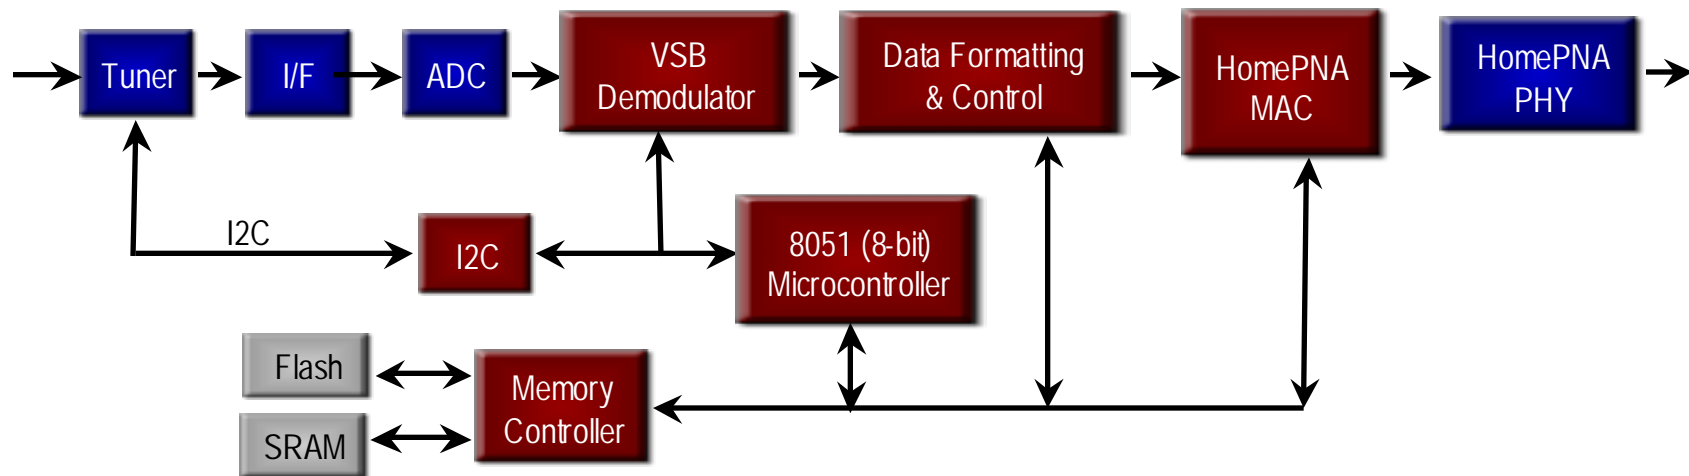 Tuner
I/F
ADC
VSB
Demodulator
Data Formatting
& Control
HomePNA
MAC
HomePNA
PHY
I2C
I2C
8051 (8-bit)
Microcontroller
Flash
Memory
Controller
SRAM